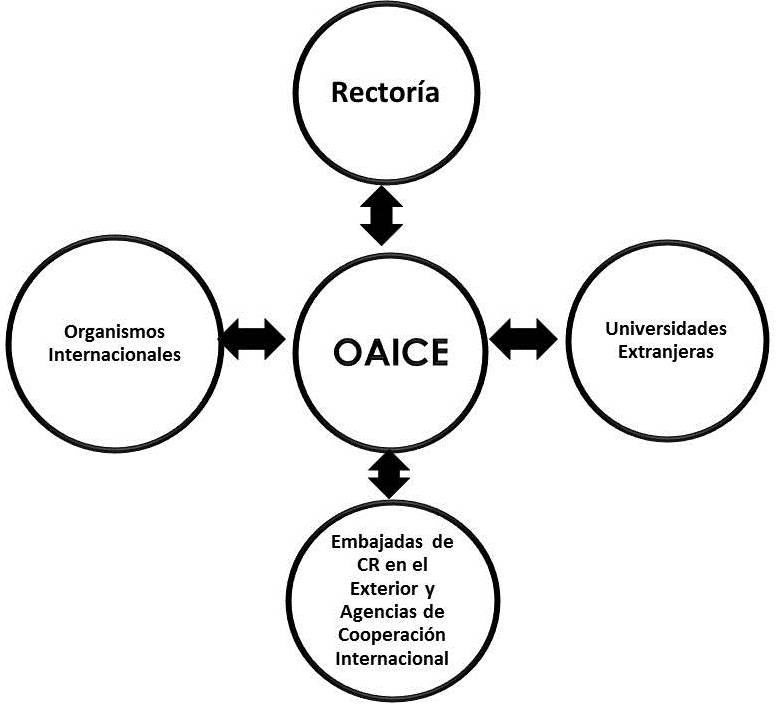 Rectoría
Organismos
Internacionales
OAICE
Universidades
Extranjeras
Embajadas de
CR en el
Exterior y
Agencias de
Cooperación
Internacional